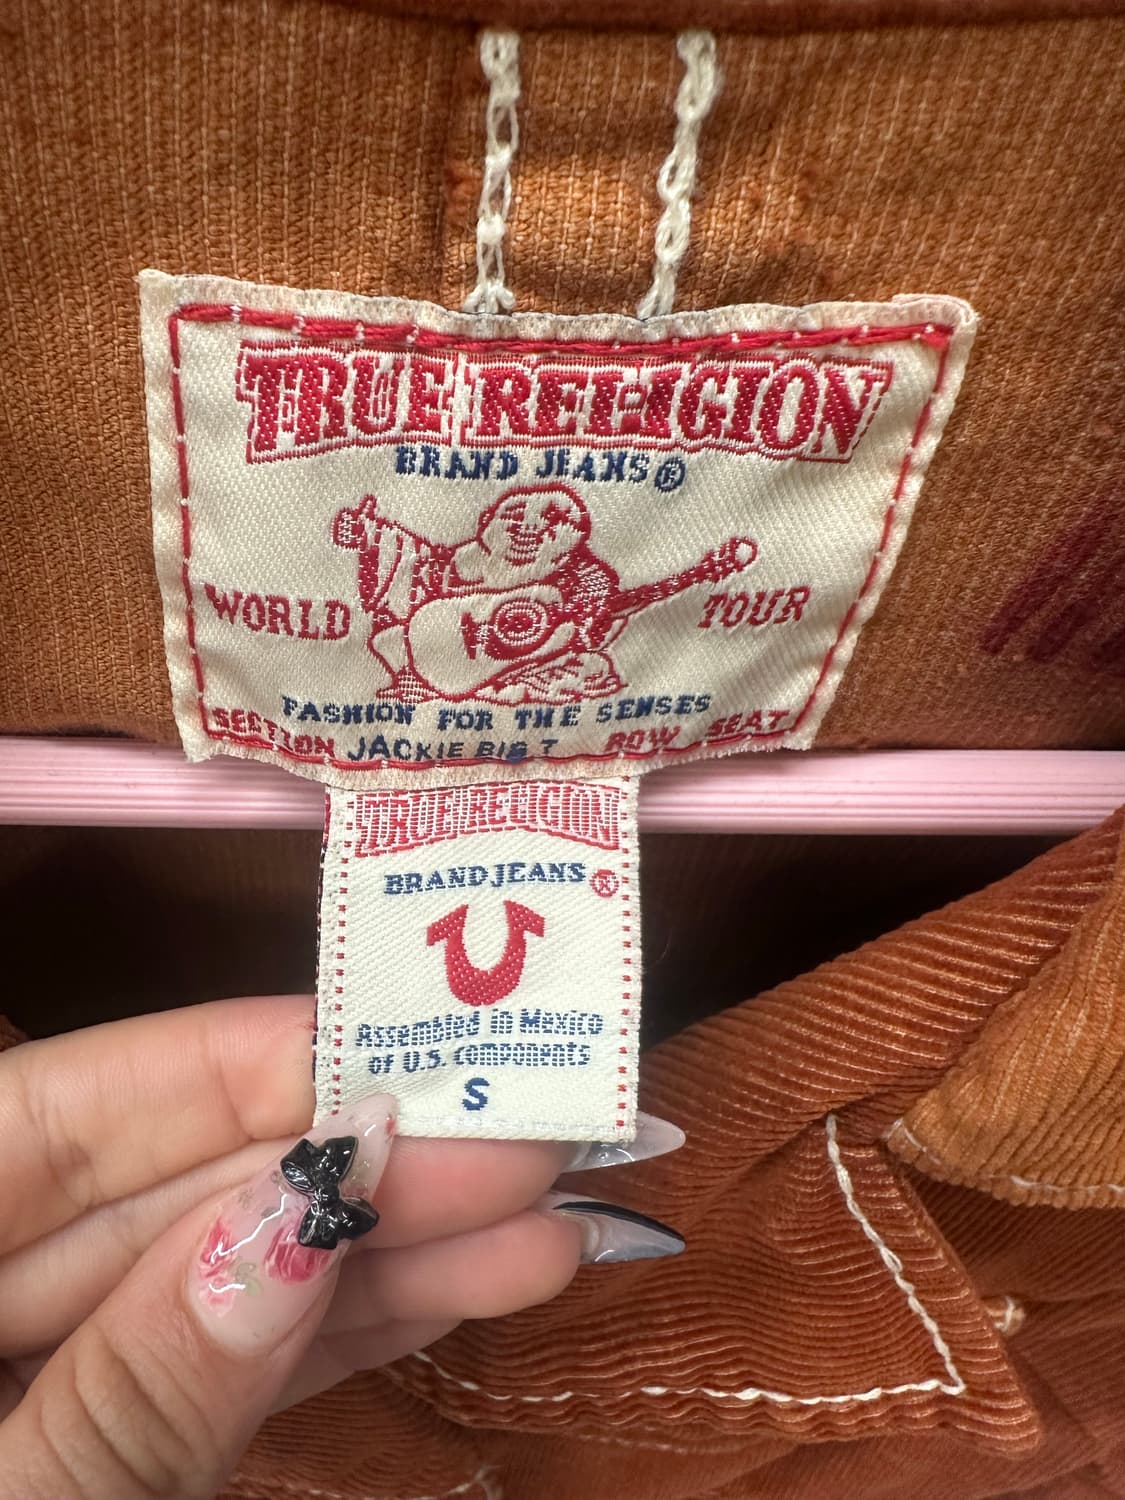 TRUE RELIGION
BRAND JEANS®
WORLD TOUR
FASHION FOR THE SENSES
SECTION JACKIE BIG T ROW SEAT
TRUE RELIGION
BRAND JEANS ®
Assembled in Mexico
of U.S. components
S